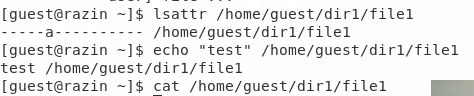 [guest@razin ~]$ lsattr /home/guest/dir1/file1
-----a---------- /home/guest/dir1/file1
[guest@razin ~]$ echo "test" /home/guest/dir1/file1
test /home/guest/dir1/file1
[guest@razin ~]$ cat /home/guest/dir1/file1